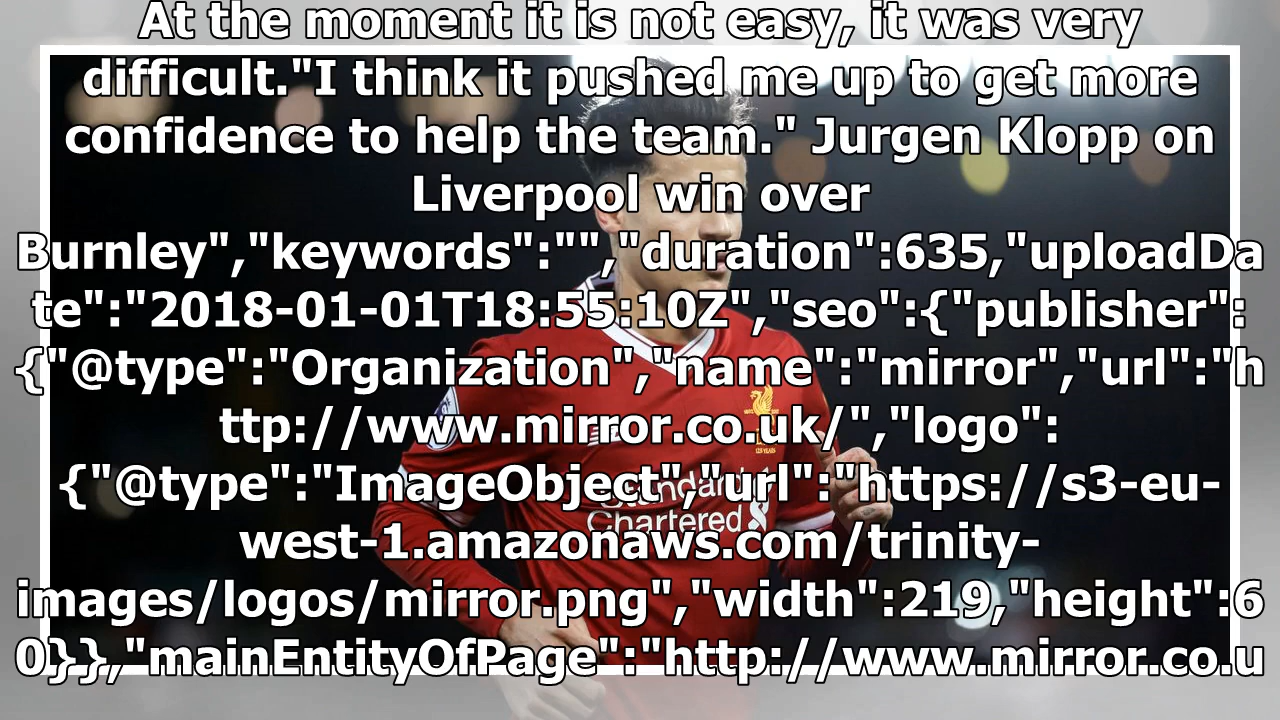 At the moment it is not easy, it was very
difficult."I think it pushed me up to get more
confidence to help the team." Jurgen Klopp on
Liverpool win over
Burnley","keywords":"","duration":635,"uploadDa
te":"2018-01-01T18:55:10Z","seo":{"publisher":
{"@type":"Organization","name":"mirror","url":"h
ttp://www.mirror.co.uk/","logo":
{"@type":"ImageObject","url":"https://s3-eu-
west-1.amazonaws.com/trinity-
images/logos/mirror.png","width":219,"height":6
0}},"mainEntityOfPage":"http://www.mirror.co.u
Standard
Chartered